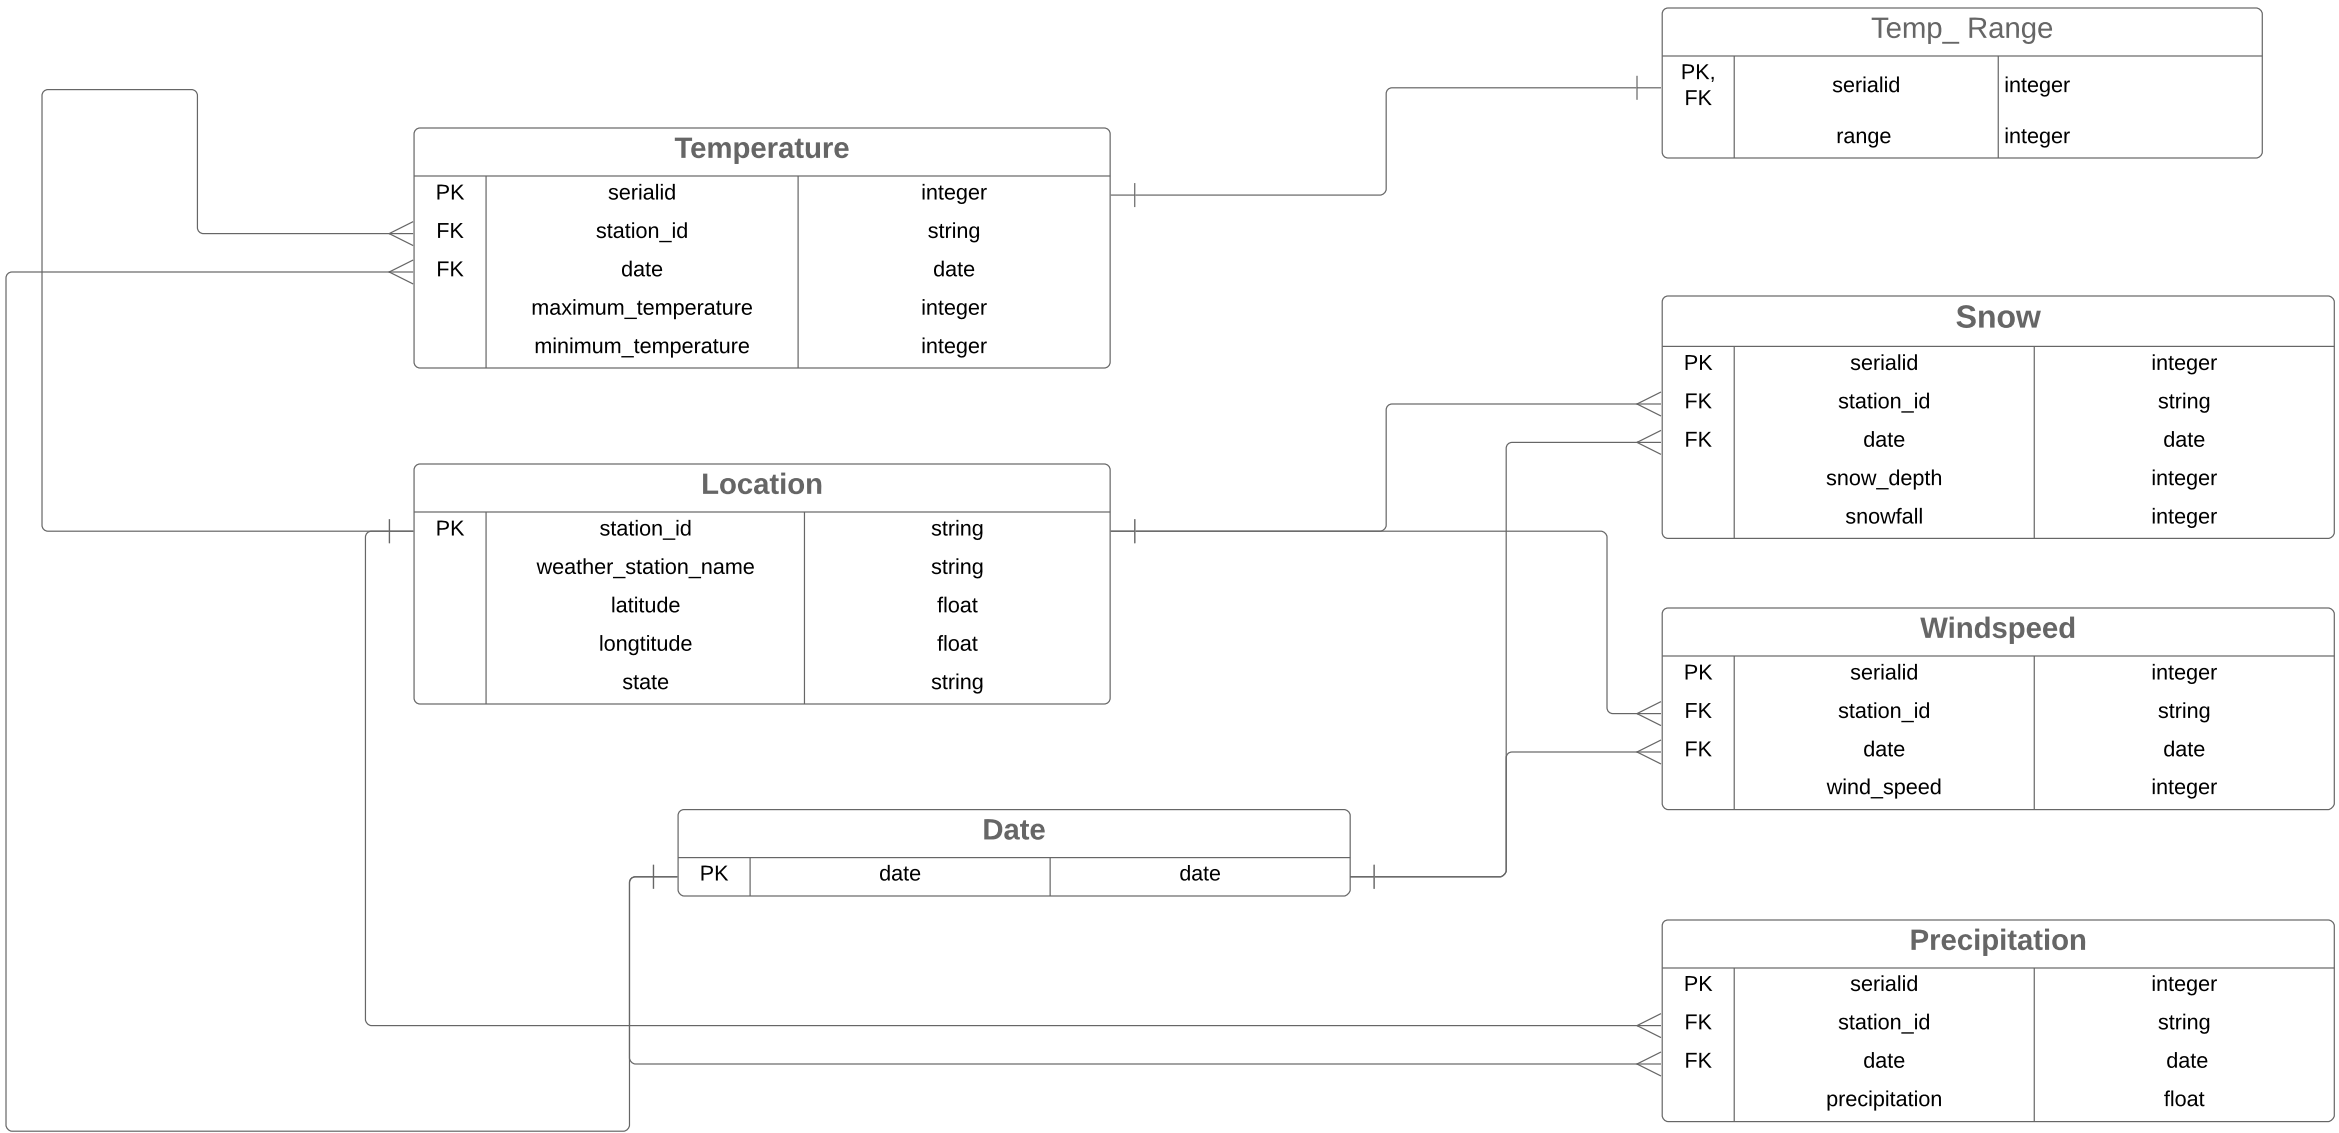 Temp_ Range
PK, FK serialid integer
range integer
Temperature
PK serialid integer
FK station_id string
FK date date
maximum_temperature integer
minimum_temperature integer
Snow
PK serialid integer
FK station_id string
FK date date
snow_depth integer
snowfall integer
Location
PK station_id string
weather_station_name string
latitude float
longtitude float
state string
Windspeed
PK serialid integer
FK station_id string
FK date date
wind_speed integer
Date
PK date date
Precipitation
PK serialid integer
FK station_id string
FK date date
precipitation float